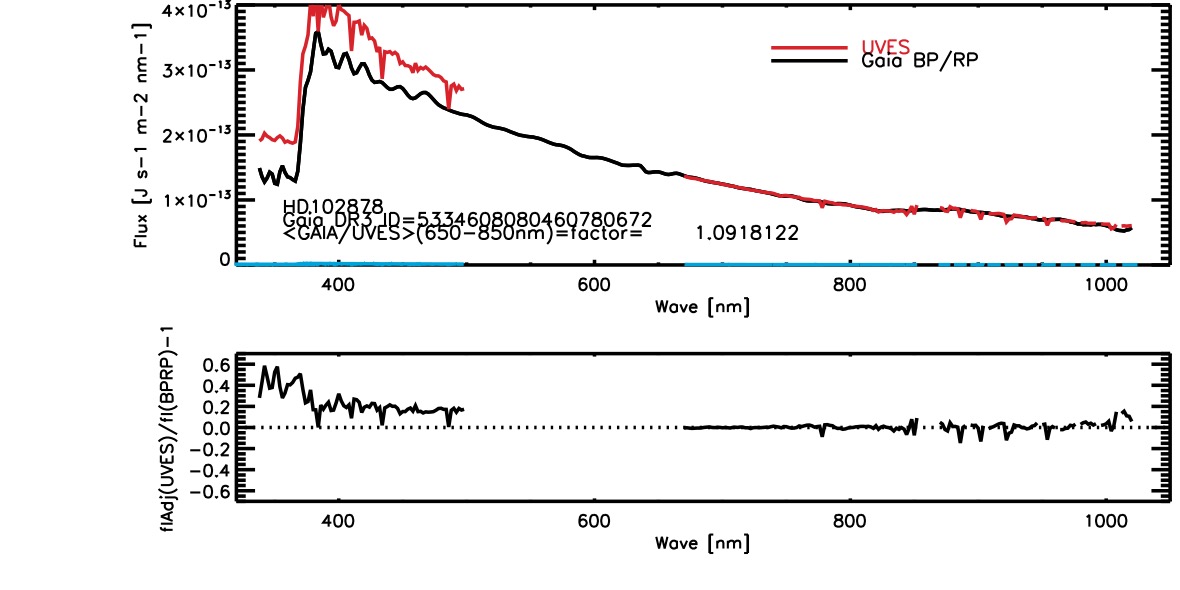 4×10−13
3×10−13
2×10−13
1×10−13
0
Flux [J s−1 m−2 nm−1]
UVES
Gaia BP/RP
HD102878
Gaia DR3 ID=5334608080460780672
<GAIA/UVES>(650−850nm)=factor= 1.0918122
400 600 800 1000
Wave [nm]
flAdj(UVES)/fl(BPRP)−1
0.6
0.4
0.2
0.0
−0.2
−0.4
−0.6
400 600 800 1000
Wave [nm]